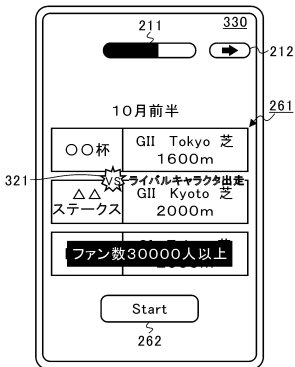 211
330
212
10月前半
261
〇〇杯
GII Tokyo 芝
1600m
321
VS
ライバルキャラクタ出走
△△
ステークス
GII Kyoto 芝
2000m
ファン数30000人以上
Start
262